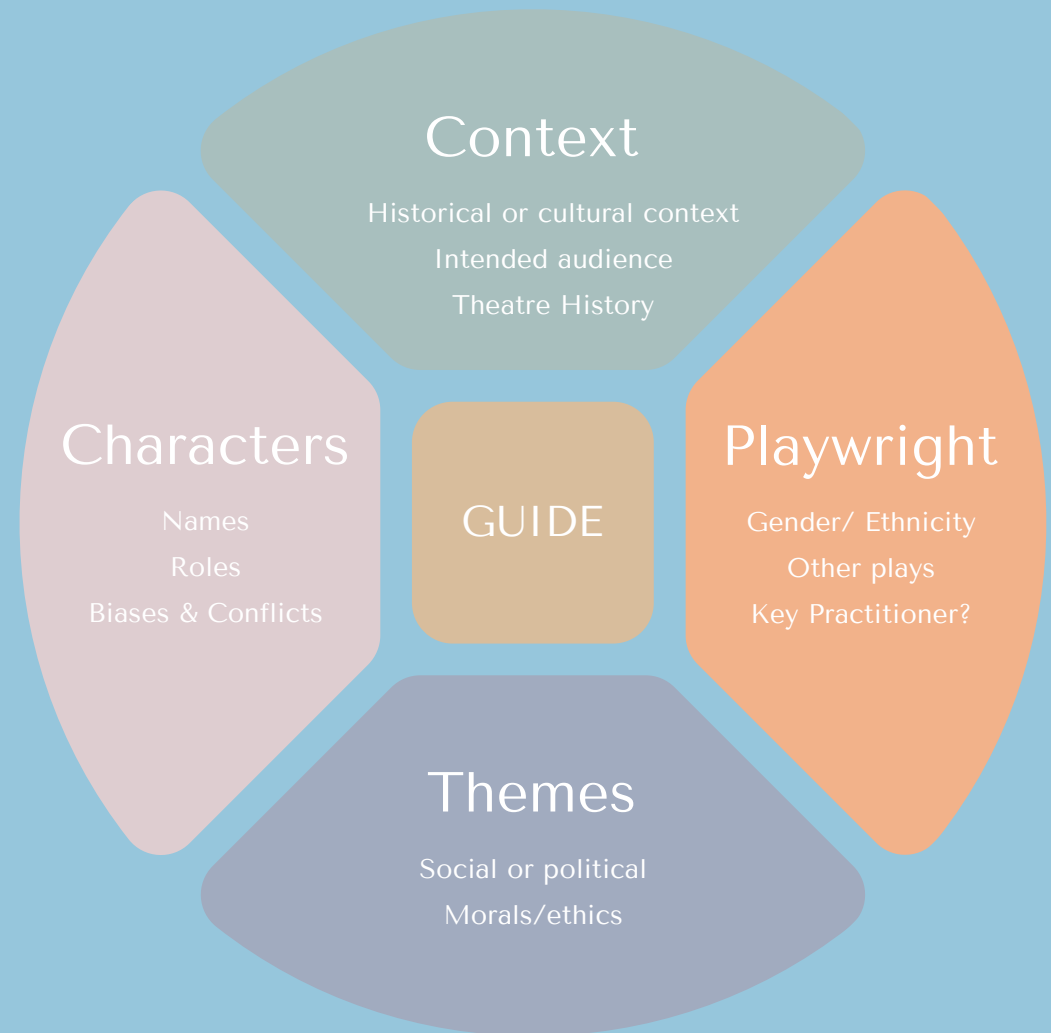 Context
Historical or cultural context
Intended audience
Theatre History
Characters
Names
Roles
Biases & Conflicts
GUIDE
Playwright
Gender/ Ethnicity
Other plays
Key Practitioner?
Themes
Social or political
Morals/ethics